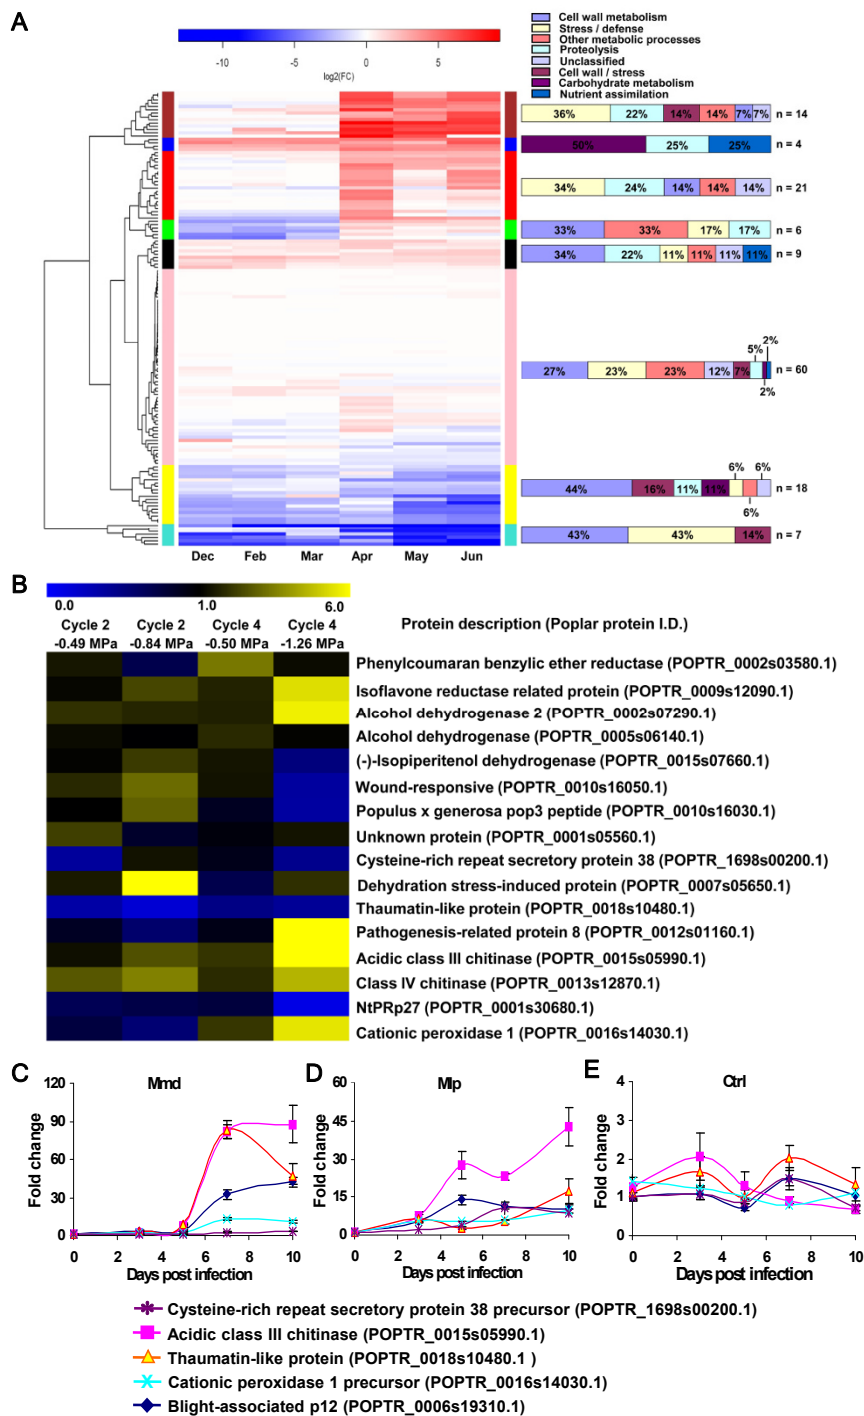 A
-10
-5
0
5
log2(FC)
Cell wall metabolism
Stress / defense
Other metabolic processes
Proteolysis
Unclassified
Cell wall / stress
Carbohydrate metabolism
Nutrient assimilation
36% 22% 14% 14% 7% 7% n = 14
50% 25% 25% n = 4
34% 24% 14% 14% 14% n = 21
33% 33% 17% 17% n = 6
34% 22% 11% 11% 11% 11% n = 9
2%
5%
27% 23% 23% 12% 7% n = 60
2%
6% 6%
44% 16% 11% 11% n = 18
6%
43% 43% 14% n = 7
Dec Feb Mar Apr May Jun
B
0.0 1.0 6.0
Cycle 2 Cycle 2 Cycle 4 Cycle 4
-0.49 MPa -0.84 MPa -0.50 MPa -1.26 MPa
Protein description (Poplar protein I.D.)
Phenylcoumaran benzylic ether reductase (POPTR_0002s03580.1)
Isoflavone reductase related protein (POPTR_0009s12090.1)
Alcohol dehydrogenase 2 (POPTR_0002s07290.1)
Alcohol dehydrogenase (POPTR_0005s06140.1)
(-)-Isopiperitenol dehydrogenase (POPTR_0015s07660.1)
Wound-responsive (POPTR_0010s16050.1)
Populus x generosa pop3 peptide (POPTR_0010s16030.1)
Unknown protein (POPTR_0001s05560.1)
Cysteine-rich repeat secretory protein 38 (POPTR_1698s00200.1)
Dehydration stress-induced protein (POPTR_0007s05650.1)
Thaumatin-like protein (POPTR_0018s10480.1)
Pathogenesis-related protein 8 (POPTR_0012s01160.1)
Acidic class III chitinase (POPTR_0015s05990.1)
Class IV chitinase (POPTR_0013s12870.1)
NtPRp27 (POPTR_0001s30680.1)
Cationic peroxidase 1 (POPTR_0016s14030.1)
C
Mmd
Fold change
120
90
60
30
0
0 2 4 6 8 10
Days post infection
D
Mlp
Fold change
60
45
30
15
0
0 2 4 6 8 10
Days post infection
E
Ctrl
Fold change
4
3
2
1
0
0 2 4 6 8 10
Days post infection
Cysteine-rich repeat secretory protein 38 precursor (POPTR_1698s00200.1)
Acidic class III chitinase (POPTR_0015s05990.1)
Thaumatin-like protein (POPTR_0018s10480.1 )
Cationic peroxidase 1 precursor (POPTR_0016s14030.1)
Blight-associated p12 (POPTR_0006s19310.1)